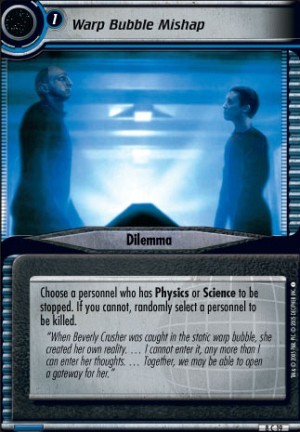 1 Warp Bubble Mishap
Dilemma
Choose a personnel who has Physics or Science to be
stopped. If you cannot, randomly select a personnel to
be killed.
"When Beverly Crusher was caught in the static warp bubble, she
created her own reality. … I cannot enter it, any more than I
can enter her thoughts. … Together, we may be able to open
a gateway for her."